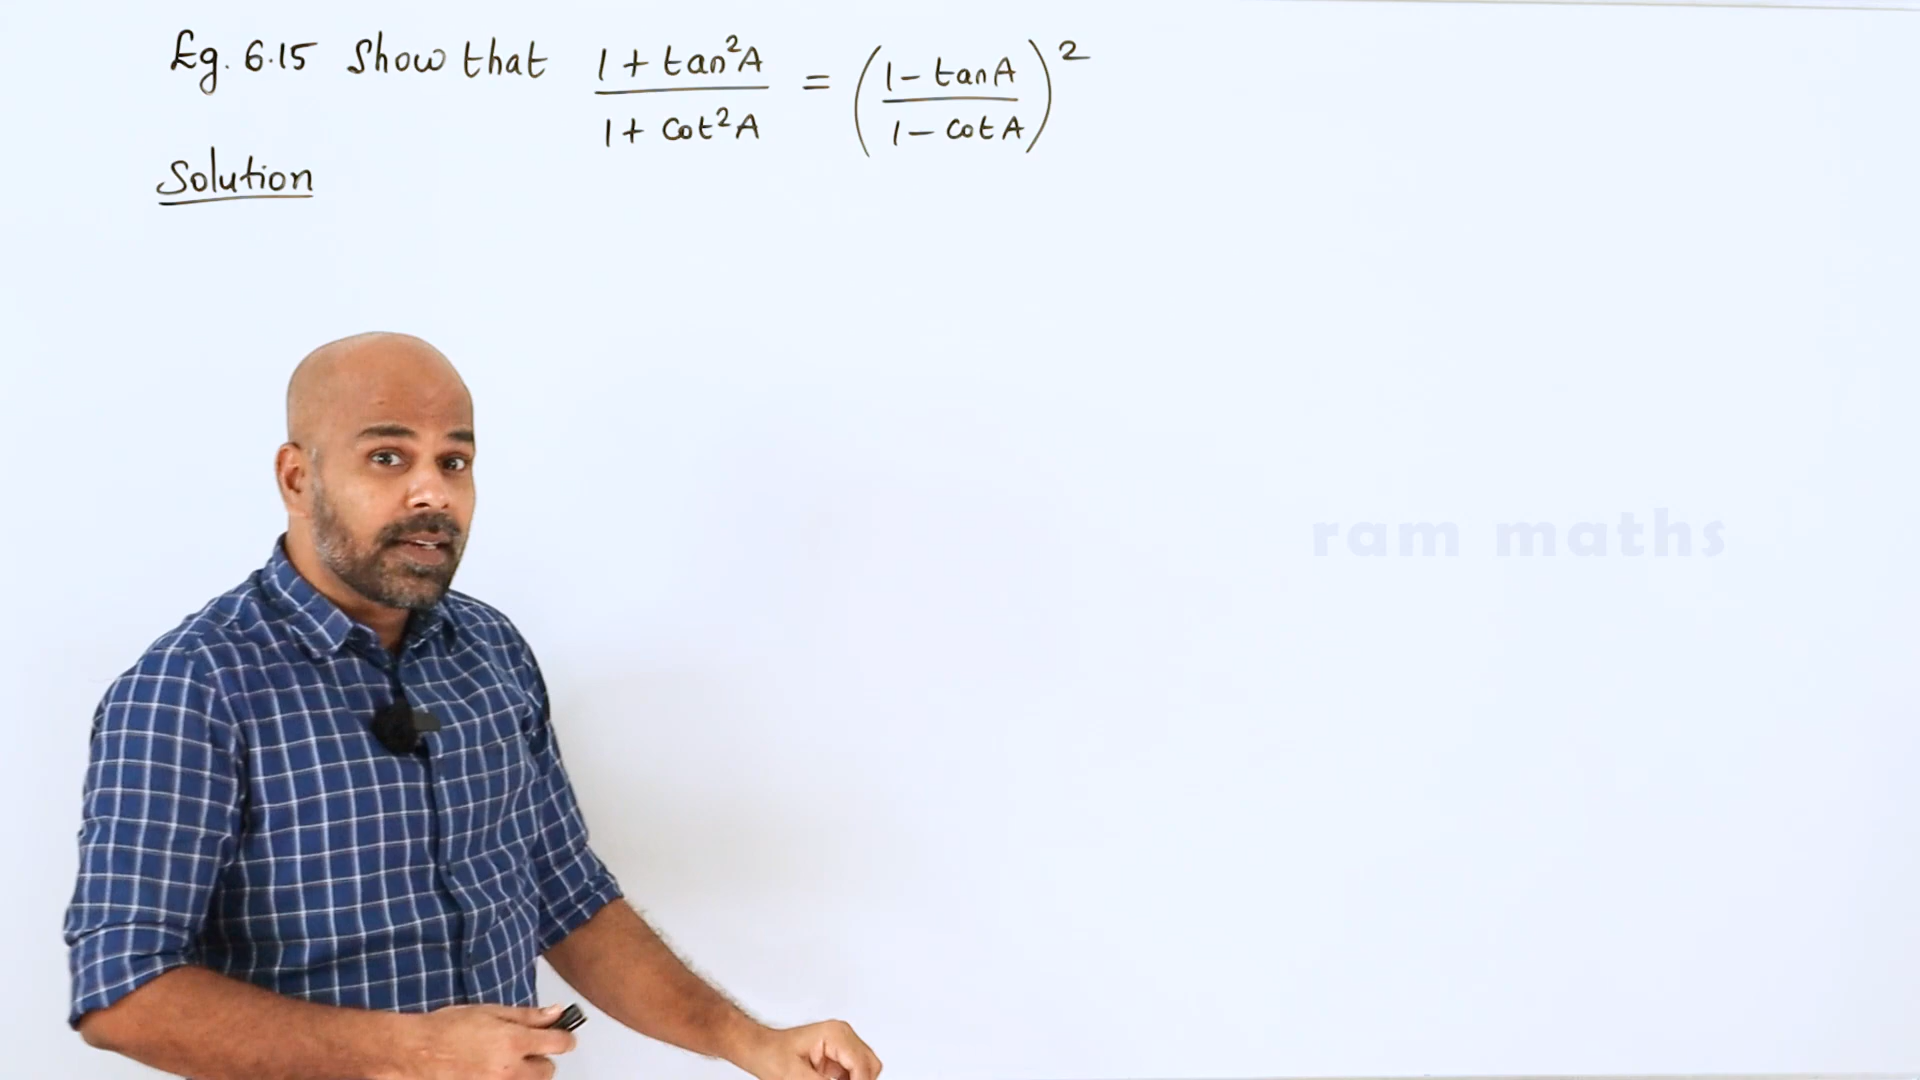 Eg. 6.15 Show that (1 + tan²A)/(1 + cot²A) = ((1 - tanA)/(1 - cotA))²
Solution
ram maths